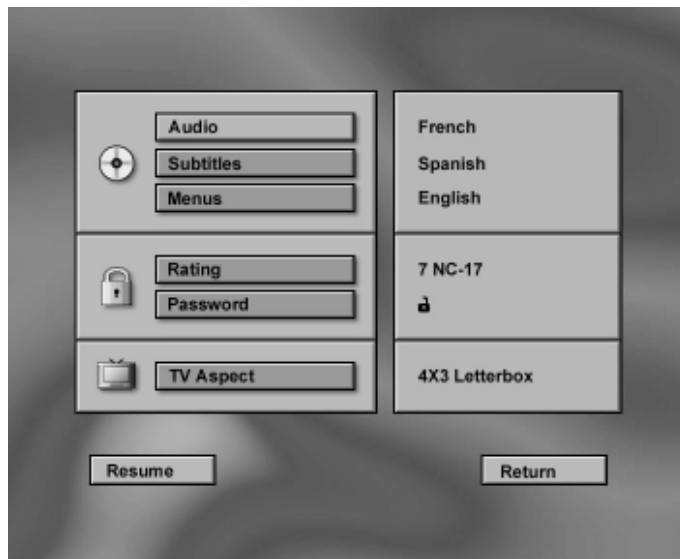 Audio French
Subtitles Spanish
Menus English
Rating 7 NC-17
Password
TV Aspect 4X3 Letterbox
Resume Return